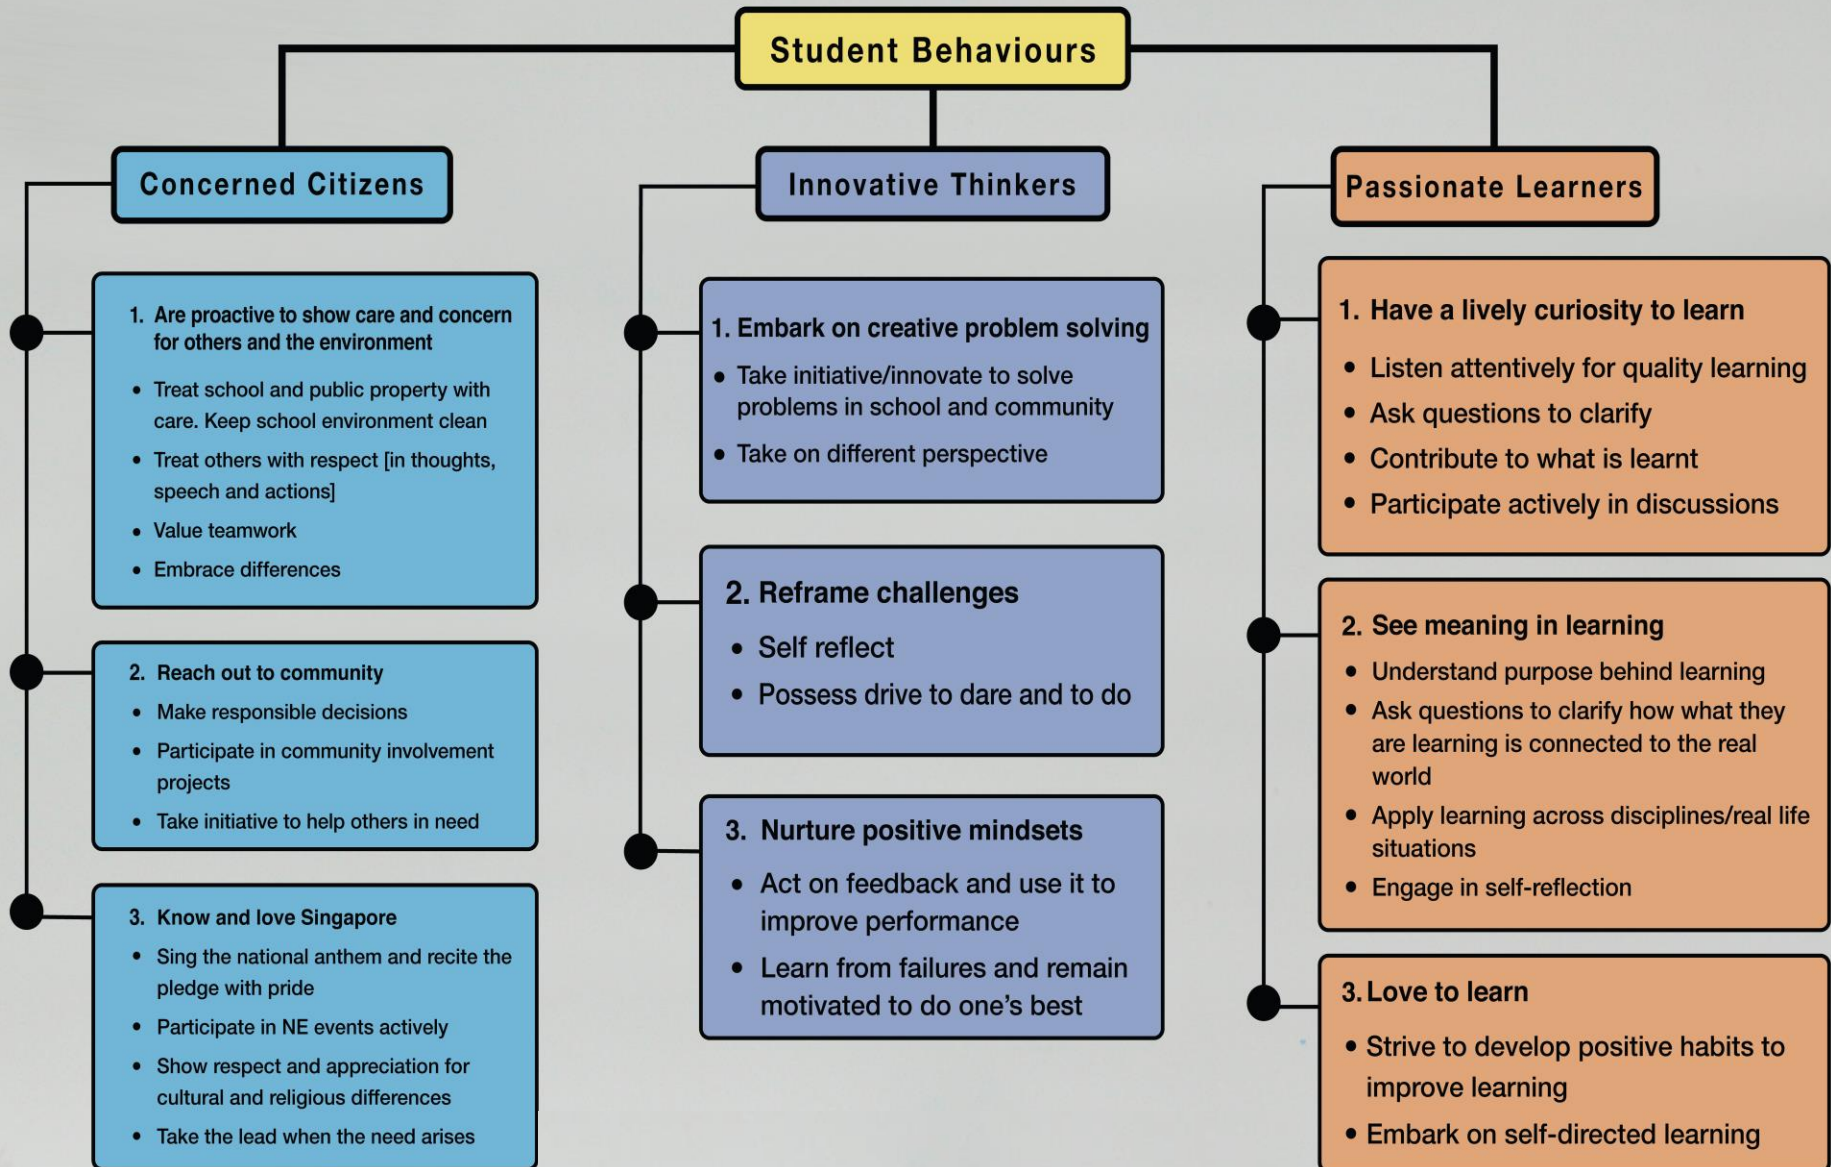 Student Behaviours
Concerned Citizens
1. Are proactive to show care and concern
for others and the environment
• Treat school and public property with
care. Keep school environment clean
• Treat others with respect [in thoughts,
speech and actions]
• Value teamwork
• Embrace differences
2. Reach out to community
• Make responsible decisions
• Participate in community involvement
projects
• Take initiative to help others in need
3. Know and love Singapore
• Sing the national anthem and recite the
pledge with pride
• Participate in NE events actively
• Show respect and appreciation for
cultural and religious differences
• Take the lead when the need arises
Innovative Thinkers
1. Embark on creative problem solving
• Take initiative/innovate to solve
problems in school and community
• Take on different perspective
2. Reframe challenges
• Self reflect
• Possess drive to dare and to do
3. Nurture positive mindsets
• Act on feedback and use it to
improve performance
• Learn from failures and remain
motivated to do one's best
Passionate Learners
1. Have a lively curiosity to learn
• Listen attentively for quality learning
• Ask questions to clarify
• Contribute to what is learnt
• Participate actively in discussions
2. See meaning in learning
• Understand purpose behind learning
• Ask questions to clarify how what they
are learning is connected to the real
world
• Apply learning across disciplines/real life
situations
• Engage in self-reflection
3. Love to learn
• Strive to develop positive habits to
improve learning
• Embark on self-directed learning